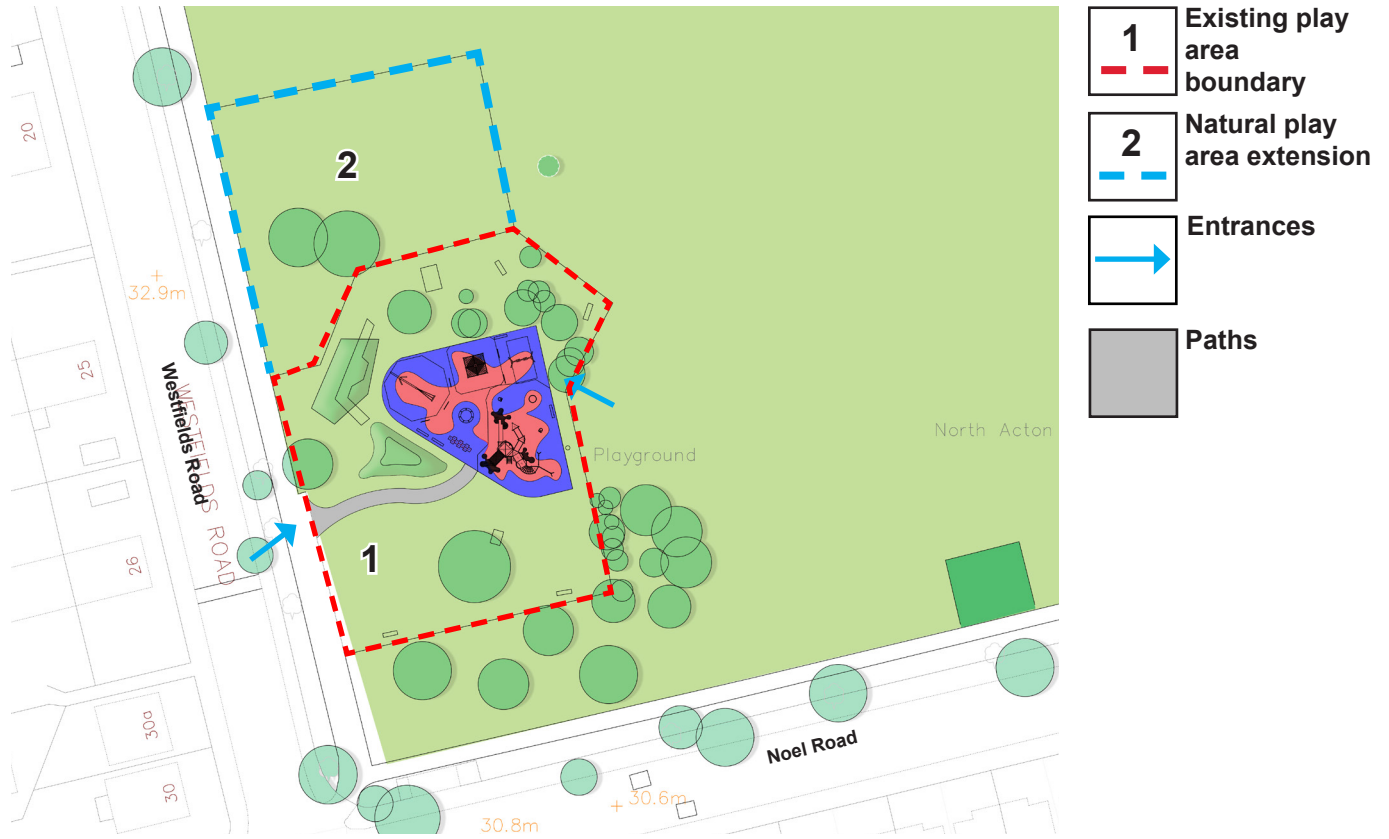 1
Existing play
area
boundary
2
Natural play
area extension
Entrances
Paths
20
2
32.9m
25
Westfields Road
WESTFIELDS ROAD
North Acton
Playground
26
1
30a
30
Noel Road
30.6m
30.8m